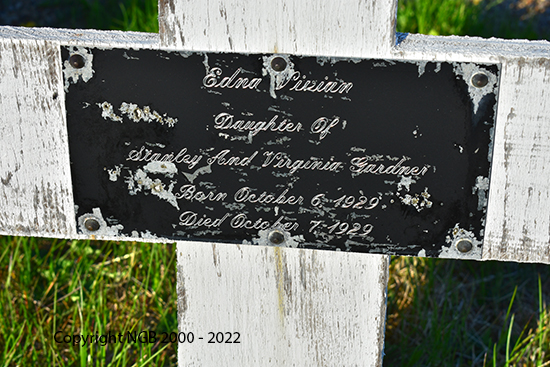 Edna Vivian
Daughter Of
Stanley And Virginia Gardner
Born October 6-1929
Died October 7-1929
Copyright NGB 2000 - 2022